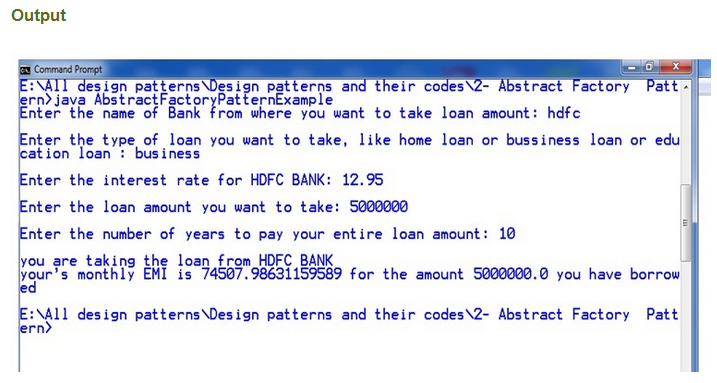 Output
Command Prompt
E:\All design patterns\Design patterns and their codes\2- Abstract Factory  Patt
ern>java AbstractFactoryPatternExample
Enter the name of Bank from where you want to take loan amount: hdfc
Enter the type of loan you want to take, like home loan or bussiness loan or edu
cation loan : business
Enter the interest rate for HDFC BANK: 12.95
Enter the loan amount you want to take: 5000000
Enter the number of years to pay your entire loan amount: 10
you are taking the loan from HDFC BANK
your's monthly EMI is 74507.98631159589 for the amount 5000000.0 you have borrow
ed
E:\All design patterns\Design patterns and their codes\2- Abstract Factory  Patt
ern>